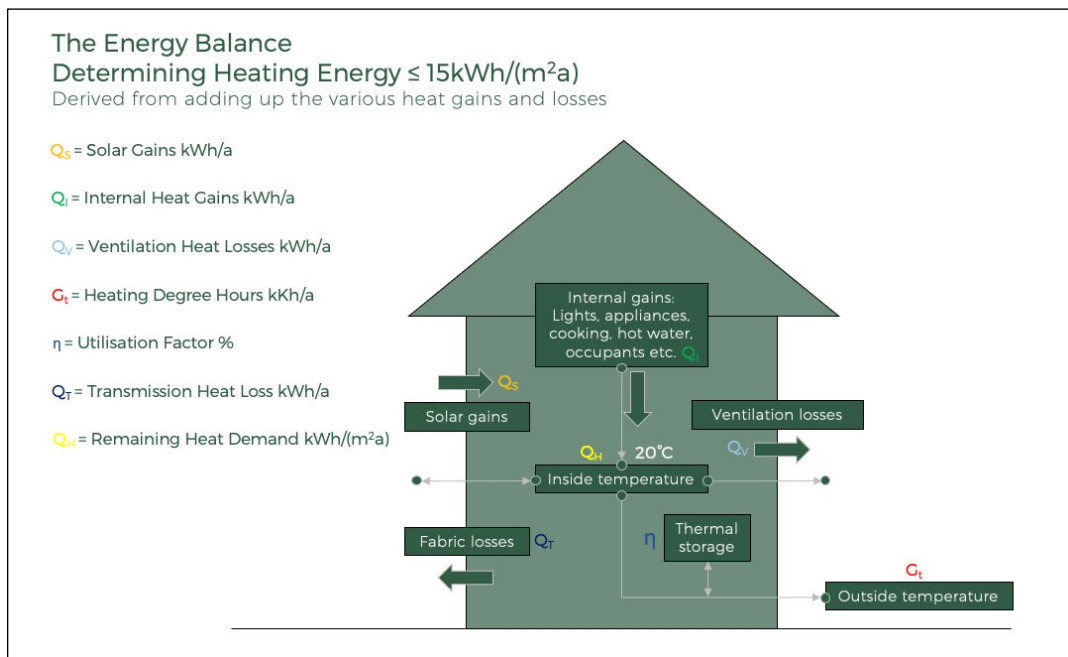 The Energy Balance
Determining Heating Energy ≤ 15kWh/(m²a)
Derived from adding up the various heat gains and losses
QS = Solar Gains kWh/a
QI = Internal Heat Gains kWh/a
QV = Ventilation Heat Losses kWh/a
Gt = Heating Degree Hours kKh/a
η = Utilisation Factor %
QT = Transmission Heat Loss kWh/a
QH = Remaining Heat Demand kWh/(m²a)
Internal gains:
Lights, appliances,
cooking, hot water,
occupants etc. QI
QS
Solar gains
Ventilation losses
QV
QH 20°C
Inside temperature
Fabric losses QT
η
Thermal
storage
Gt
Outside temperature